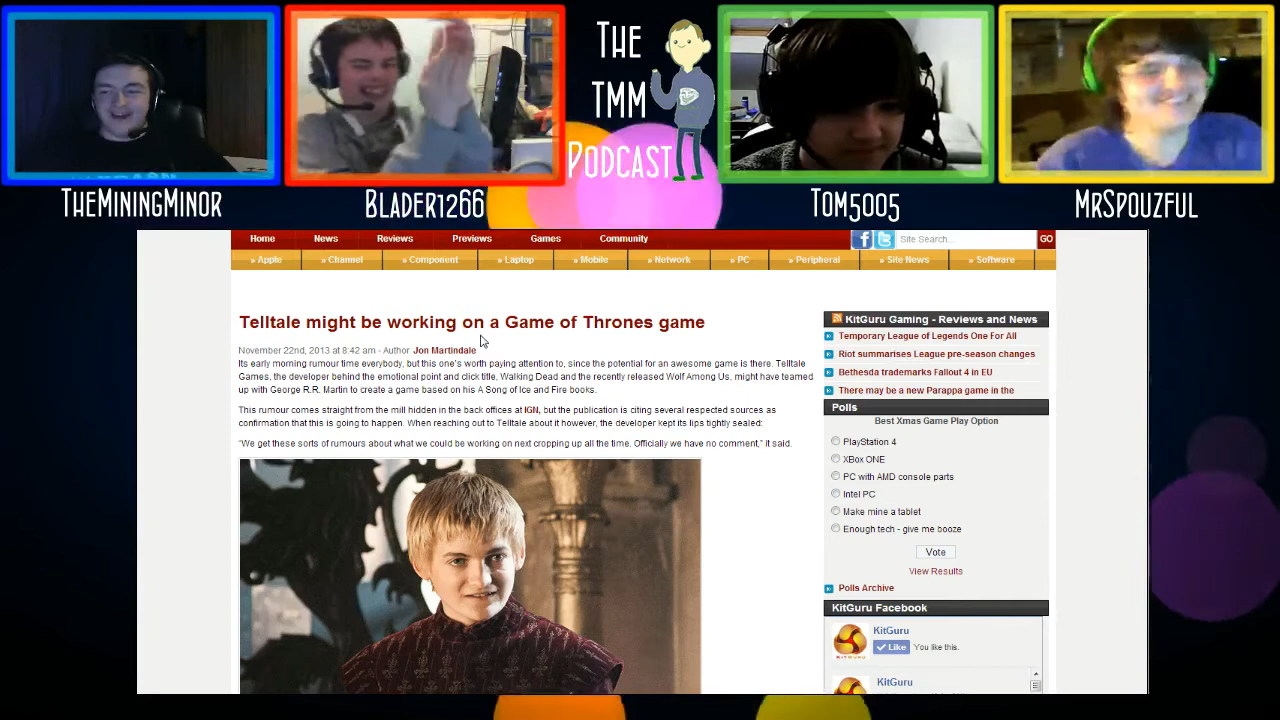 THE
TMM
PODCAST
THEMININGMINOR
BLADER1266
TOM5005
MRSPOUZFUL
Home News Reviews Previews Games Community Site Search... GO
» Apple » Channel » Component » Laptop » Mobile » Network » PC » Peripheral » Site News » Software
Telltale might be working on a Game of Thrones game
November 22nd, 2013 at 8:42 am - Author Jon Martindale
Its early morning rumour time everybody, but this one's worth paying attention to, since the potential for an awesome game is there. Telltale
Games, the developer behind the emotional point and click title, Walking Dead and the recently released Wolf Among Us, might have teamed
up with George R.R. Martin to create a game based on his A Song of Ice and Fire books.
This rumour comes straight from the mill hidden in the back offices at IGN, but the publication is citing several respected sources as
confirmation that this is going to happen. When reaching out to Telltale about it however, the developer kept its lips tightly sealed:
“We get these sorts of rumours about what we could be working on next cropping up all the time. Officially we have no comment,” it said.
KitGuru Gaming - Reviews and News
Temporary League of Legends One For All
Riot summarises League pre-season changes
Bethesda trademarks Fallout 4 in EU
There may be a new Parappa game in the
Polls
Best Xmas Game Play Option
PlayStation 4
XBox ONE
PC with AMD console parts
Intel PC
Make mine a tablet
Enough tech - give me booze
Vote
View Results
Polls Archive
KitGuru Facebook
KitGuru
Like You like this.
KitGuru